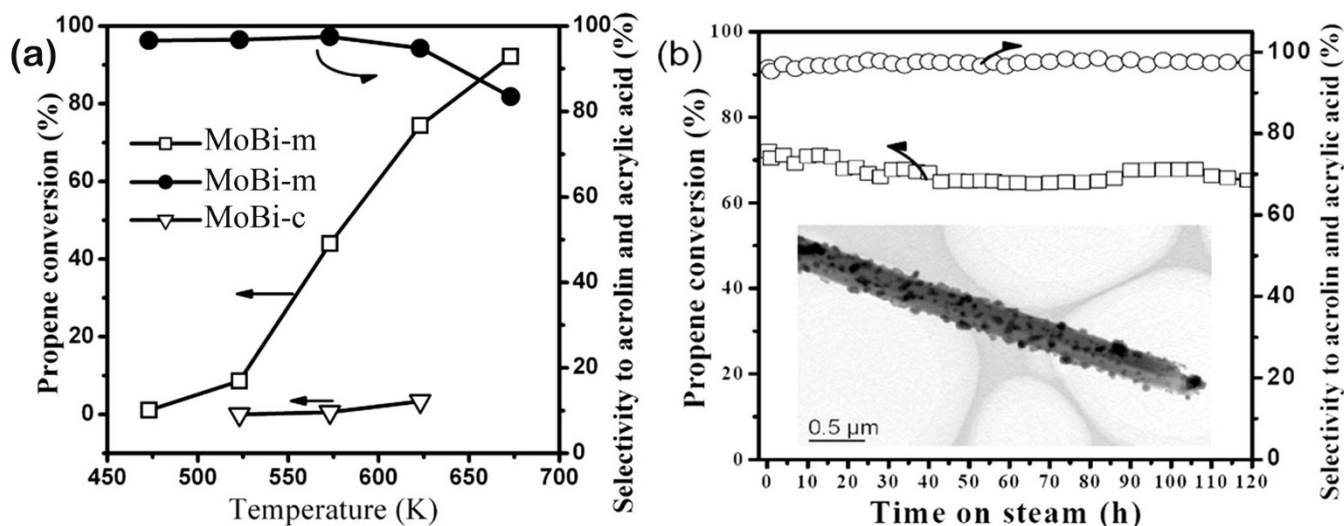 (a)
Propene conversion (%)
100
80
60
40
20
0
MoBi-m
MoBi-m
MoBi-c
450 500 550 600 650 700
Temperature (K)
100
80
60
40
20
0
Selectivity to acrolin and acrylic acid (%)
(b)
Propene conversion (%)
100
80
60
40
20
0
0.5 µm
0 10 20 30 40 50 60 70 80 90 100 110 120
Time on steam (h)
100
80
60
40
20
0
Selectivity to acrolin and acrylic acid (%)